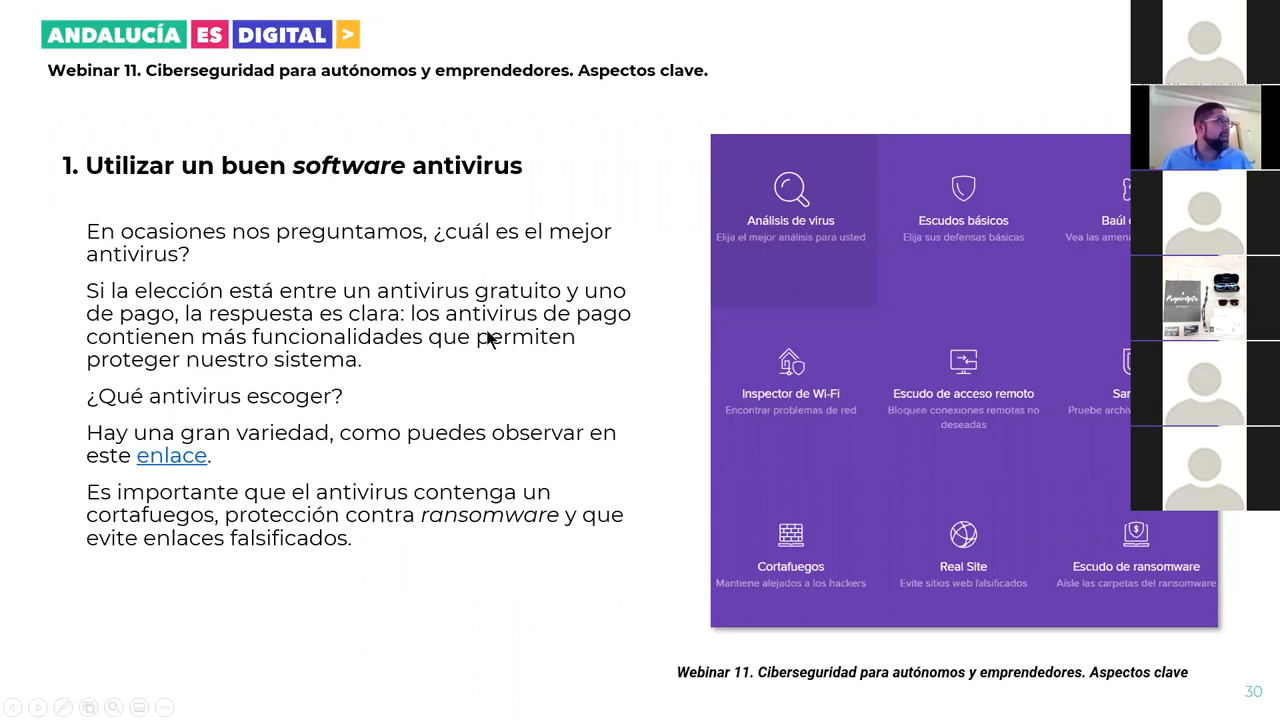 ANDALUCÍA ES DIGITAL >
Webinar 11. Ciberseguridad para autónomos y emprendedores. Aspectos clave.
1. Utilizar un buen software antivirus
En ocasiones nos preguntamos, ¿cuál es el mejor
antivirus?
Si la elección está entre un antivirus gratuito y uno
de pago, la respuesta es clara: los antivirus de pago
contienen más funcionalidades que permiten
proteger nuestro sistema.
¿Qué antivirus escoger?
Hay una gran variedad, como puedes observar en
este enlace.
Es importante que el antivirus contenga un
cortafuegos, protección contra ransomware y que
evite enlaces falsificados.
Análisis de virus
Elija el mejor análisis para usted
Escudos básicos
Elija sus defensas básicas
Baúl
Vea las
Inspector de Wi-Fi
Encontrar problemas de red
Escudo de acceso remoto
Bloquee conexiones remotas no
deseadas
Pruebe
Cortafuegos
Mantiene alejados a los hackers
Real Site
Evite sitios web falsificados
Escudo de ransomware
Aísle las carpetas del ransomware
Webinar 11. Ciberseguridad para autónomos y emprendedores. Aspectos clave
30